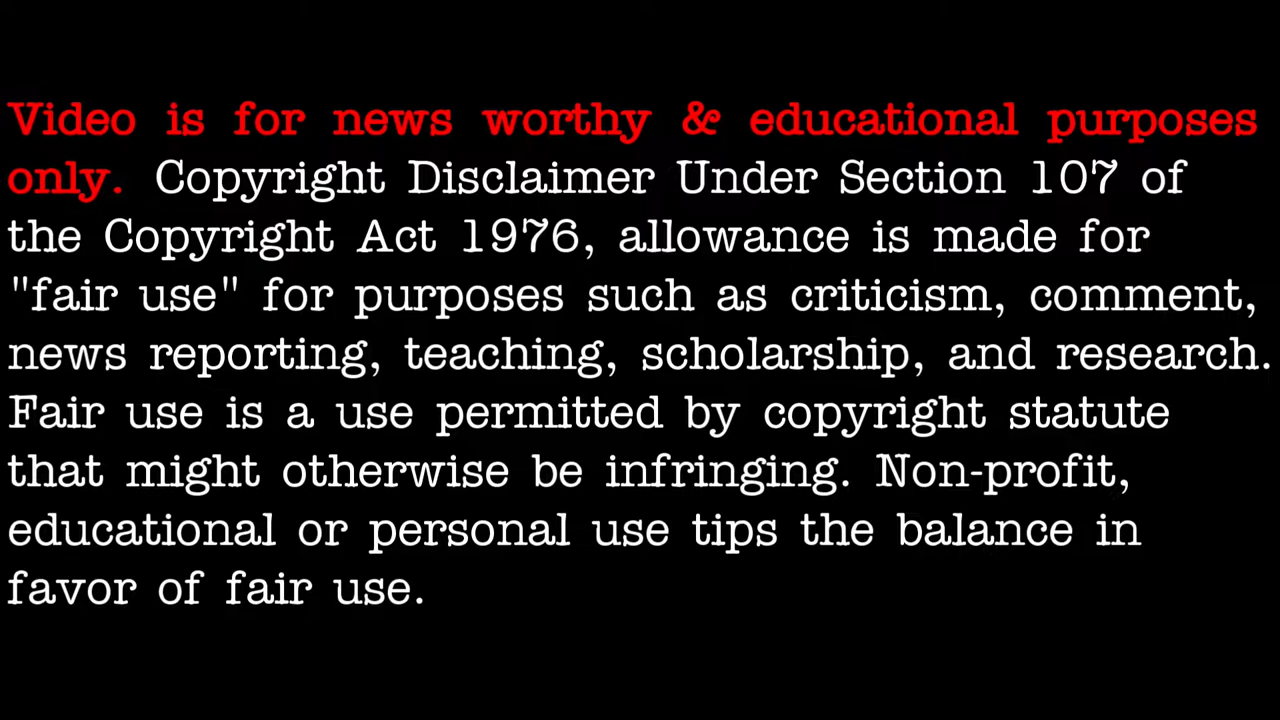 Video is for news worthy & educational purposes
only. Copyright Disclaimer Under Section 107 of
the Copyright Act 1976, allowance is made for
"fair use" for purposes such as criticism, comment,
news reporting, teaching, scholarship, and research.
Fair use is a use permitted by copyright statute
that might otherwise be infringing. Non-profit,
educational or personal use tips the balance in
favor of fair use.